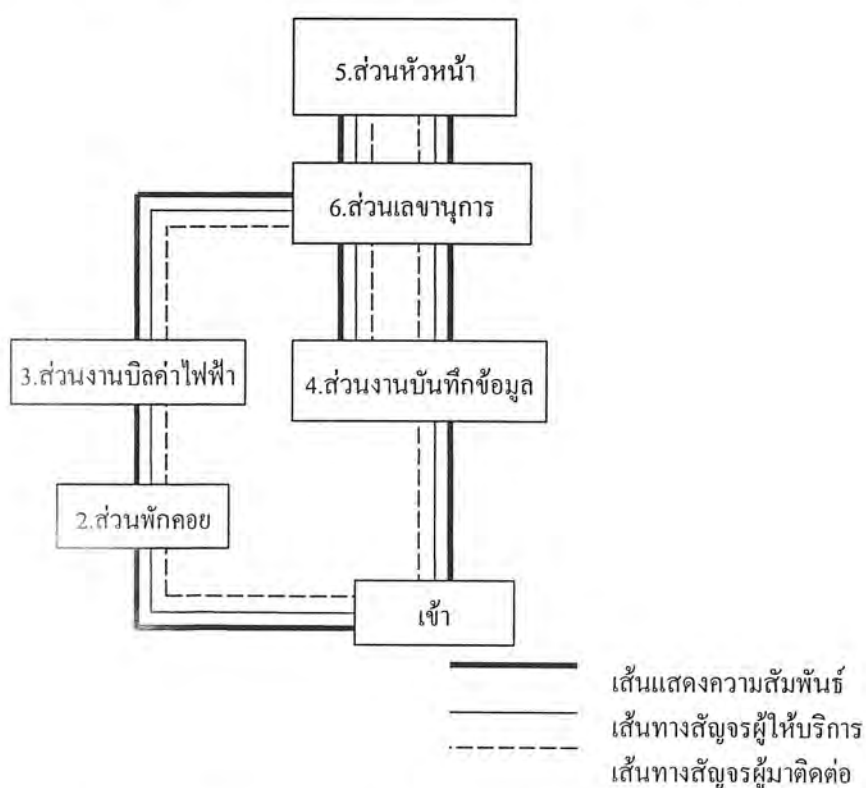 5.ส่วนหัวหน้า
6.ส่วนเลขานุการ
3.ส่วนงานบิลค่าไฟฟ้า
4.ส่วนงานบันทึกข้อมูล
2.ส่วนพักคอย
เข้า
เส้นแสดงความสัมพันธ์
เส้นทางสัญจรผู้ให้บริการ
เส้นทางสัญจรผู้มาติดต่อ